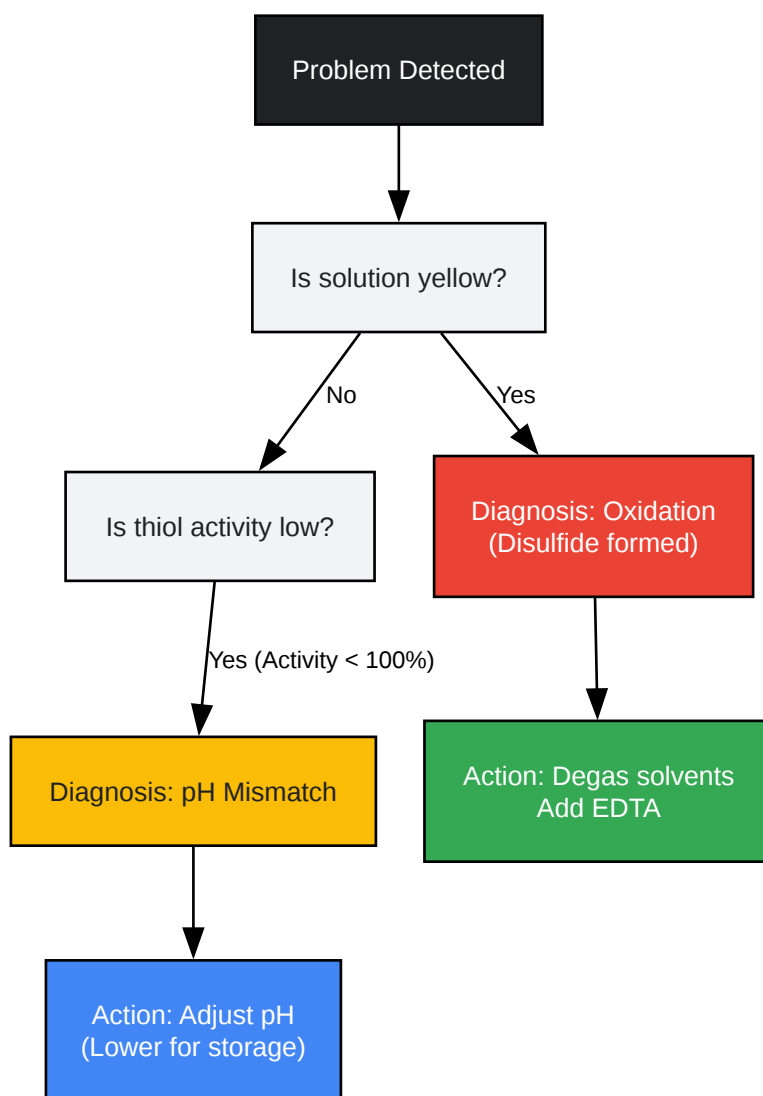 Problem Detected
Is solution yellow?
No
Yes
Is thiol activity low?
Diagnosis: Oxidation
(Disulfide formed)
Yes (Activity < 100%)
Diagnosis: pH Mismatch
Action: Degas solvents
Add EDTA
Action: Adjust pH
(Lower for storage)